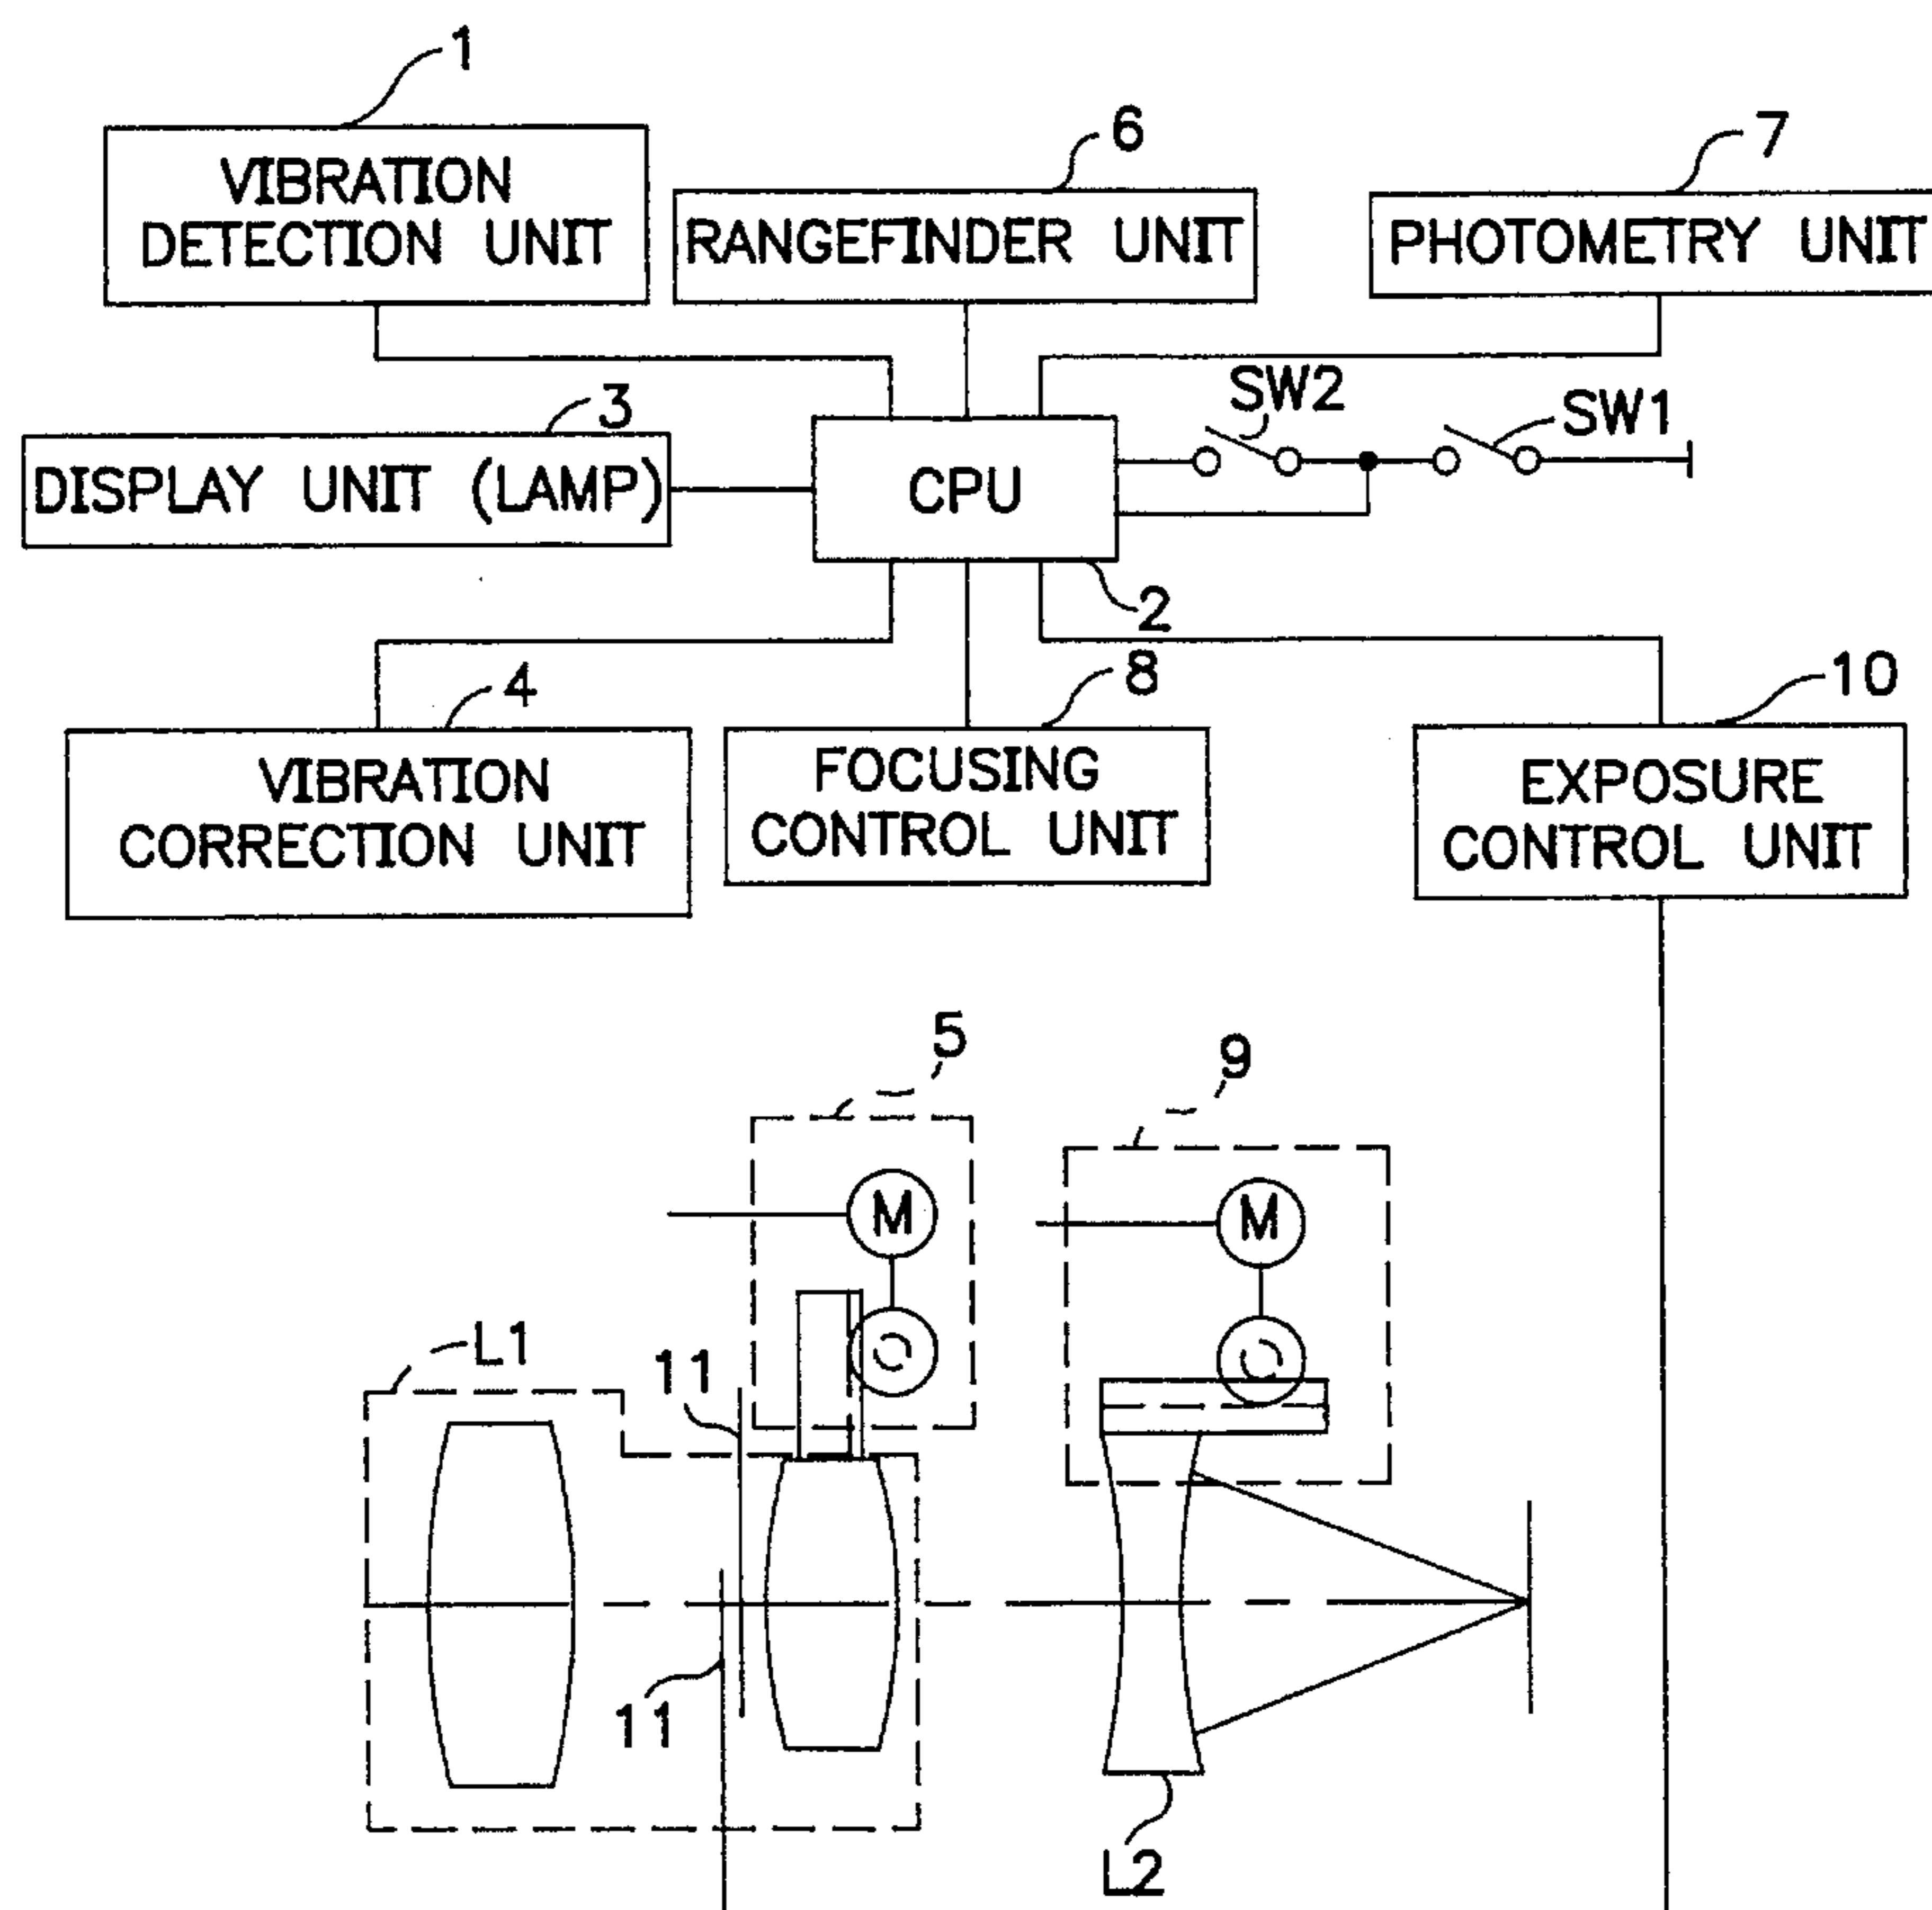 1
6
7
VIBRATION
DETECTION UNIT
RANGEFINDER UNIT
PHOTOMETRY UNIT
3
SW2
SW1
DISPLAY UNIT (LAMP)
CPU
2
4
8
10
VIBRATION
CORRECTION UNIT
FOCUSING
CONTROL UNIT
EXPOSURE
CONTROL UNIT
5
9
M
M
L1
11
11
L2